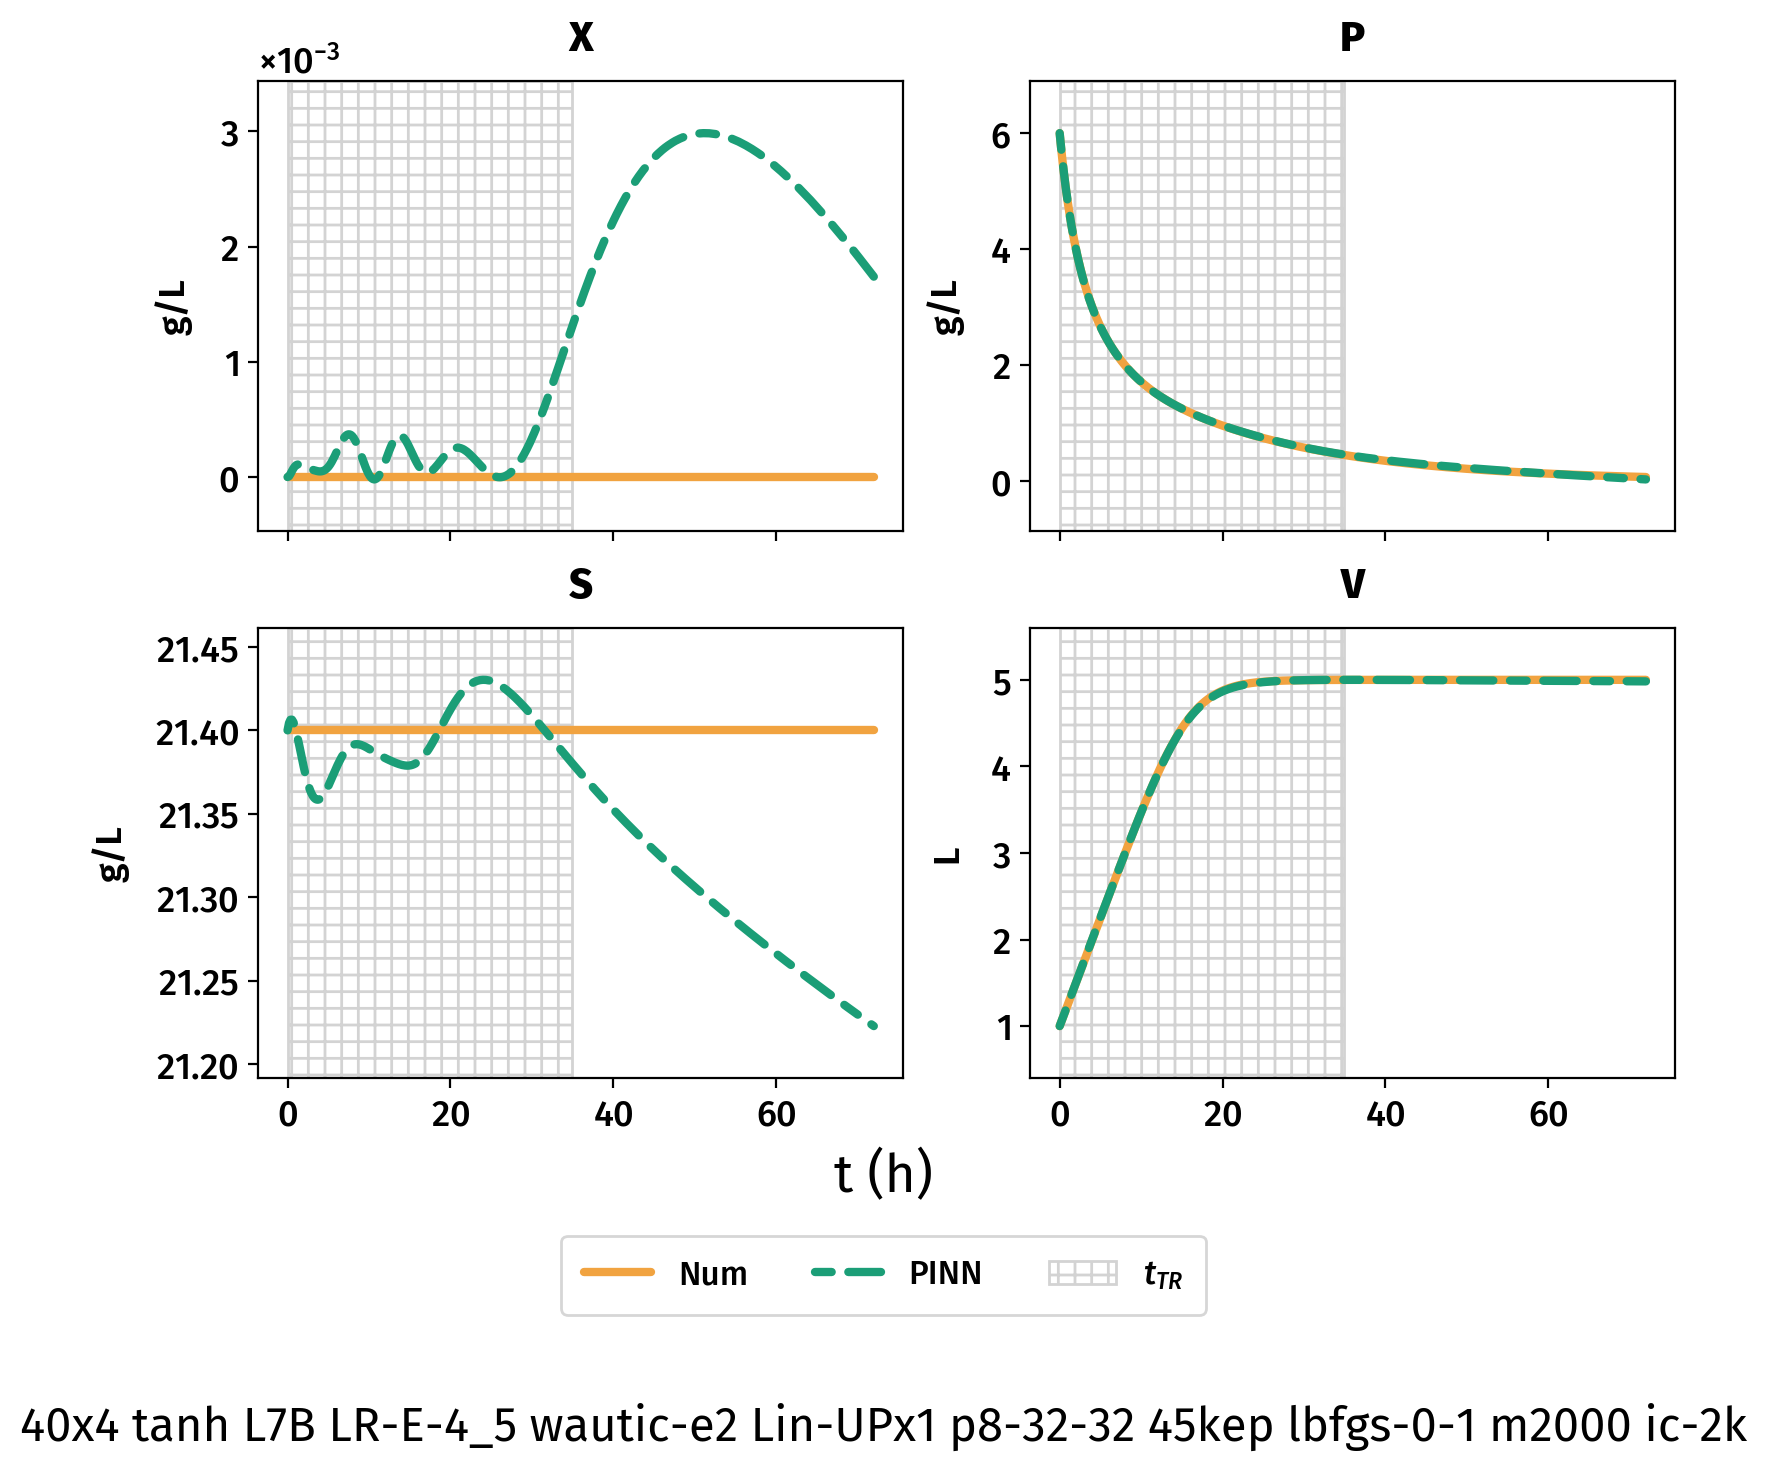 X
P
×10⁻³
g/L
3
2
1
0
g/L
6
4
2
0
S
V
g/L
21.45
21.40
21.35
21.30
21.25
21.20
L
5
4
3
2
1
0 20 40 60
0 20 40 60
t (h)
Num PINN t_TR
40x4 tanh L7B LR-E-4_5 wautic-e2 Lin-UPx1 p8-32-32 45kep lbfgs-0-1 m2000 ic-2k